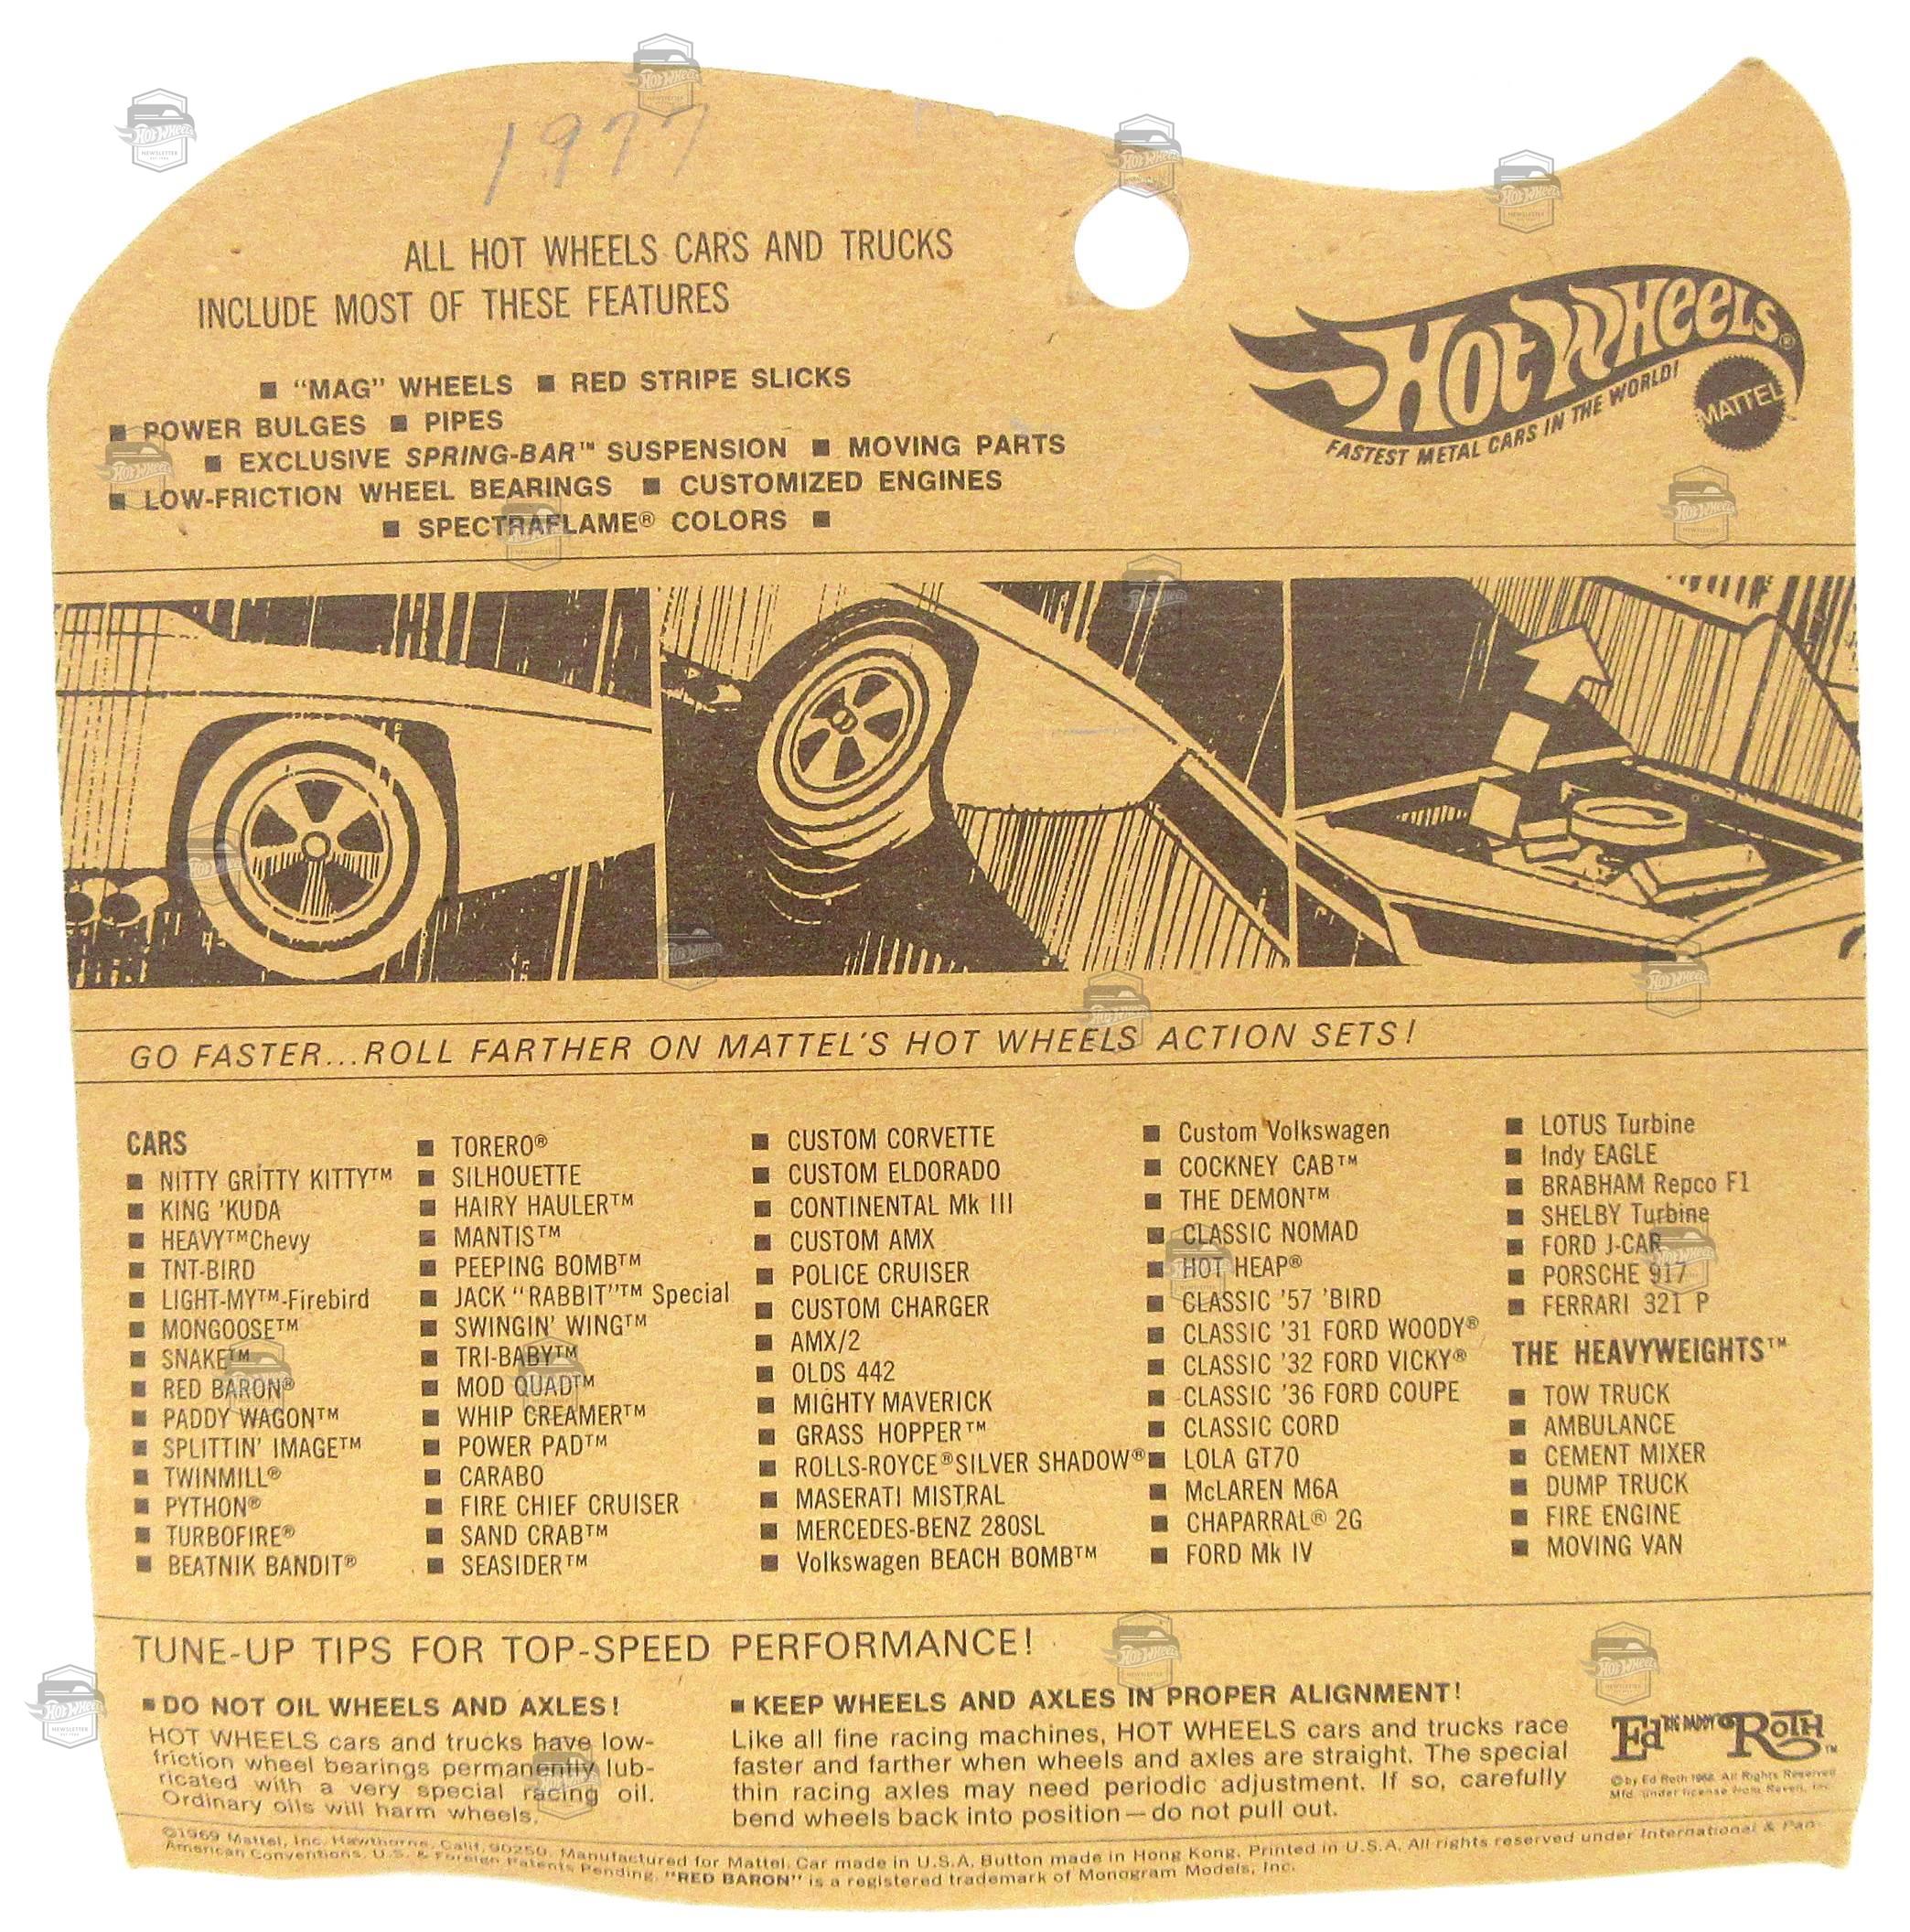 1977
ALL HOT WHEELS CARS AND TRUCKS
INCLUDE MOST OF THESE FEATURES
■ "MAG" WHEELS ■ RED STRIPE SLICKS
■ POWER BULGES ■ PIPES
■ EXCLUSIVE SPRING-BAR™ SUSPENSION ■ MOVING PARTS
■ LOW-FRICTION WHEEL BEARINGS ■ CUSTOMIZED ENGINES
■ SPECTRAFLAME® COLORS ■
HOT WHEELS®
FASTEST METAL CARS IN THE WORLD!
MATTEL
GO FASTER...ROLL FARTHER ON MATTEL'S HOT WHEELS ACTION SETS!
CARS
■ NITTY GRITTY KITTY™
■ KING 'KUDA
■ HEAVY™Chevy
■ TNT-BIRD
■ LIGHT-MY™-Firebird
■ MONGOOSE™
■ SNAKE™
■ RED BARON®
■ PADDY WAGON™
■ SPLITTIN' IMAGE™
■ TWINMILL®
■ PYTHON®
■ TURBOFIRE®
■ BEATNIK BANDIT®
■ TORERO®
■ SILHOUETTE
■ HAIRY HAULER™
■ MANTIS™
■ PEEPING BOMB™
■ JACK "RABBIT"™ Special
■ SWINGIN' WING™
■ TRI-BABY™
■ MOD QUAD™
■ WHIP CREAMER™
■ POWER PAD™
■ CARABO
■ FIRE CHIEF CRUISER
■ SAND CRAB™
■ SEASIDER™
■ CUSTOM CORVETTE
■ CUSTOM ELDORADO
■ CONTINENTAL Mk III
■ CUSTOM AMX
■ POLICE CRUISER
■ CUSTOM CHARGER
■ AMX/2
■ OLDS 442
■ MIGHTY MAVERICK
■ GRASS HOPPER™
■ ROLLS-ROYCE®SILVER SHADOW®
■ MASERATI MISTRAL
■ MERCEDES-BENZ 280SL
■ Volkswagen BEACH BOMB™
■ Custom Volkswagen
■ COCKNEY CAB™
■ THE DEMON™
■ CLASSIC NOMAD
■ HOT HEAP®
■ CLASSIC '57 'BIRD
■ CLASSIC '31 FORD WOODY®
■ CLASSIC '32 FORD VICKY®
■ CLASSIC '36 FORD COUPE
■ CLASSIC CORD
■ LOLA GT70
■ McLAREN M6A
■ CHAPARRAL® 2G
■ FORD Mk IV
■ LOTUS Turbine
■ Indy EAGLE
■ BRABHAM Repco F1
■ SHELBY Turbine
■ FORD J-CAR
■ PORSCHE 917
■ FERRARI 321 P
THE HEAVYWEIGHTS™
■ TOW TRUCK
■ AMBULANCE
■ CEMENT MIXER
■ DUMP TRUCK
■ FIRE ENGINE
■ MOVING VAN
TUNE-UP TIPS FOR TOP-SPEED PERFORMANCE!
■ DO NOT OIL WHEELS AND AXLES!
HOT WHEELS cars and trucks have low-
friction wheel bearings permanently lub-
ricated with a very special racing oil.
Ordinary oils will harm wheels.
■ KEEP WHEELS AND AXLES IN PROPER ALIGNMENT!
Like all fine racing machines, HOT WHEELS cars and trucks race
faster and farther when wheels and axles are straight. The special
thin racing axles may need periodic adjustment. If so, carefully
bend wheels back into position—do not pull out.
Ed "BIG DADDY" ROTH™
© by Ed Roth 1968. All Rights Reserved
Mfd. under license from Raven, Inc.
©1969 Mattel, Inc. Hawthorne, Calif. 90250. Manufactured for Mattel. Car made in U.S.A. Button made in Hong Kong. Printed in U.S.A. All rights reserved under International & Pan-
American Conventions. U.S. & Foreign Patents Pending. "RED BARON" is a registered trademark of Monogram Models, Inc.